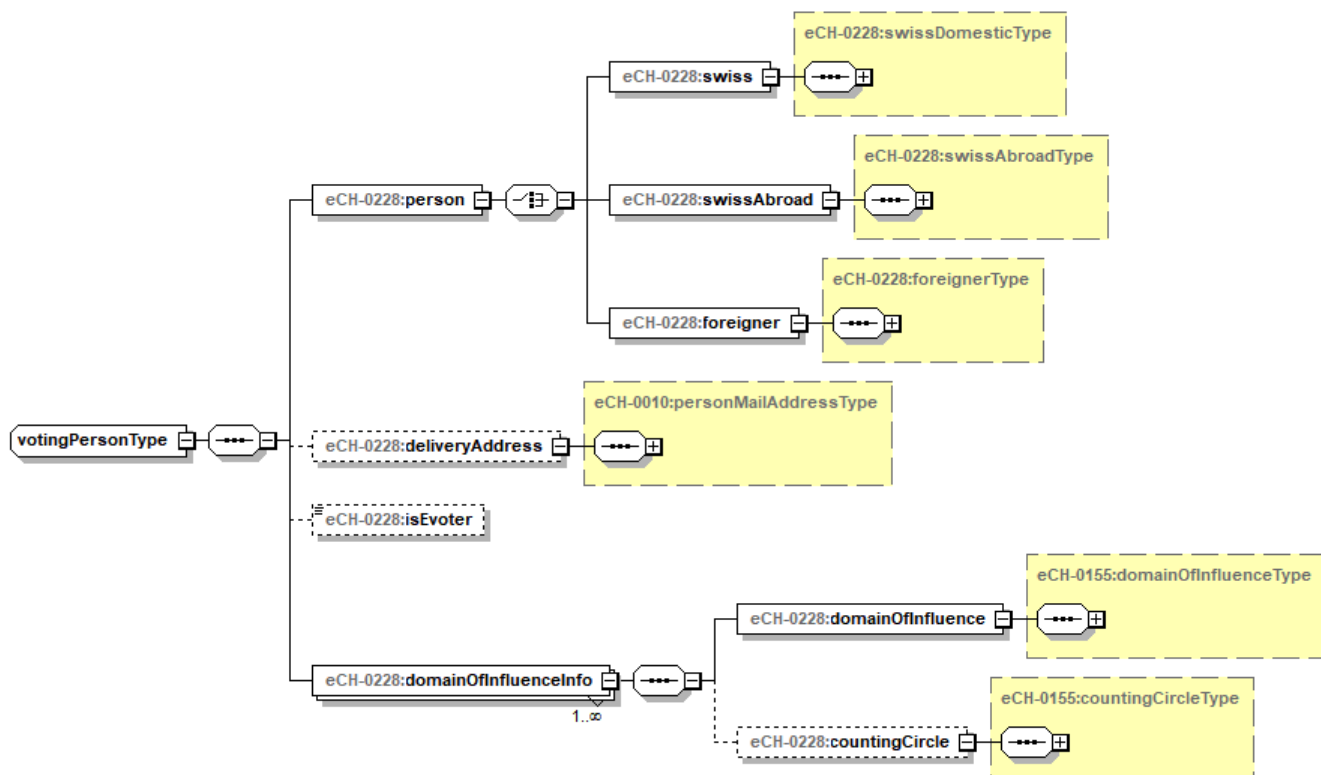 eCH-0228:swissDomesticType
eCH-0228:swiss
eCH-0228:swissAbroadType
eCH-0228:person
eCH-0228:swissAbroad
eCH-0228:foreignerType
eCH-0228:foreigner
eCH-0010:personMailAddressType
votingPersonType
eCH-0228:deliveryAddress
eCH-0228:isEvoter
eCH-0155:domainOfInfluenceType
eCH-0228:domainOfInfluence
eCH-0228:domainOfInfluenceInfo
1..∞
eCH-0155:countingCircleType
eCH-0228:countingCircle